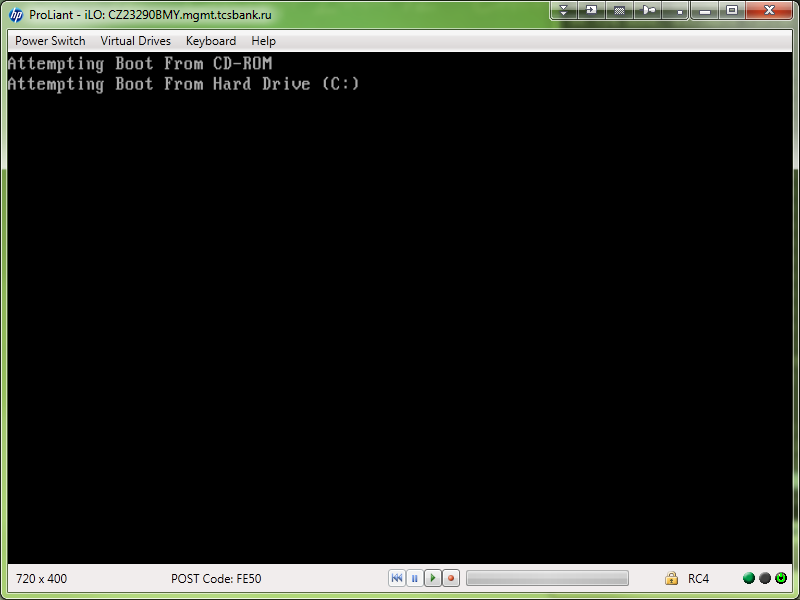 hp ProLiant - iLO: CZ23290BMY.mgmt.tcsbank.ru
Power Switch Virtual Drives Keyboard Help
Attempting Boot From CD-ROM
Attempting Boot From Hard Drive (C:)
720 x 400 POST Code: FE50 RC4